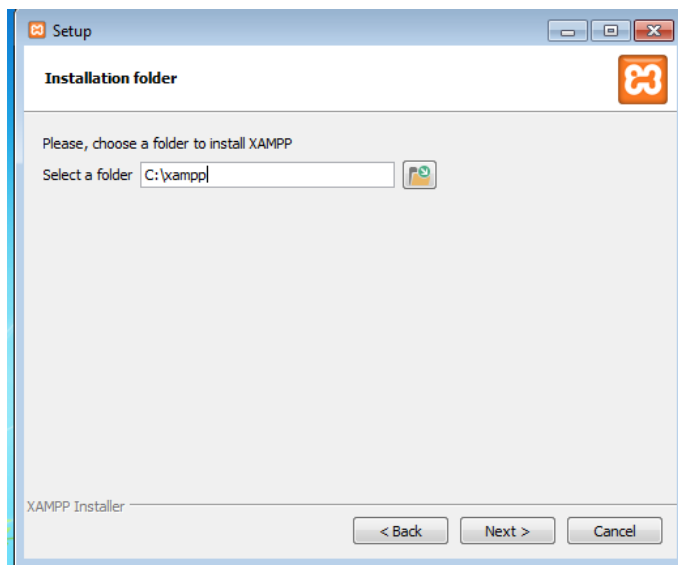 Setup
Installation folder
Please, choose a folder to install XAMPP
Select a folder C:\xampp
XAMPP Installer
< Back Next > Cancel